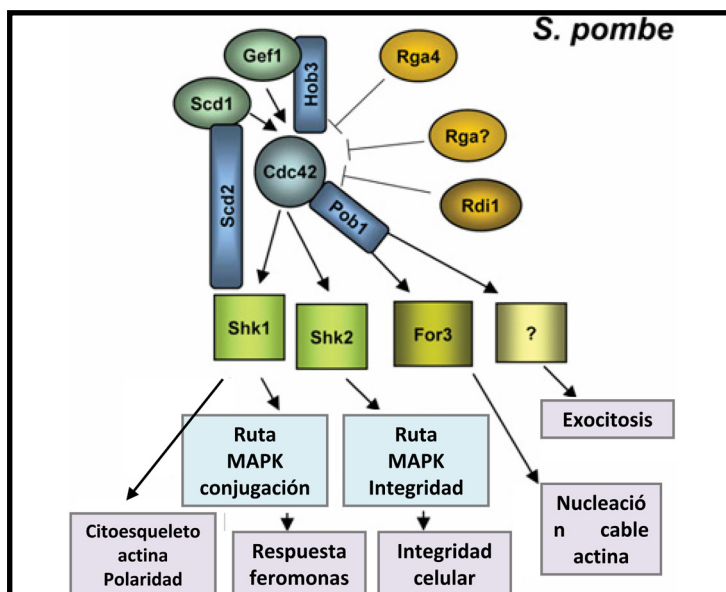 S. pombe
Gef1
Hob3
Rga4
Scd1
Rga?
Cdc42
Scd2
Pob1
Rdi1
Shk1
Shk2
For3
?
Exocitosis
Ruta
MAPK
conjugación
Ruta
MAPK
Integridad
Nucleació
n cable
actina
Citoesqueleto
actina
Polaridad
Respuesta
feromonas
Integridad
celular